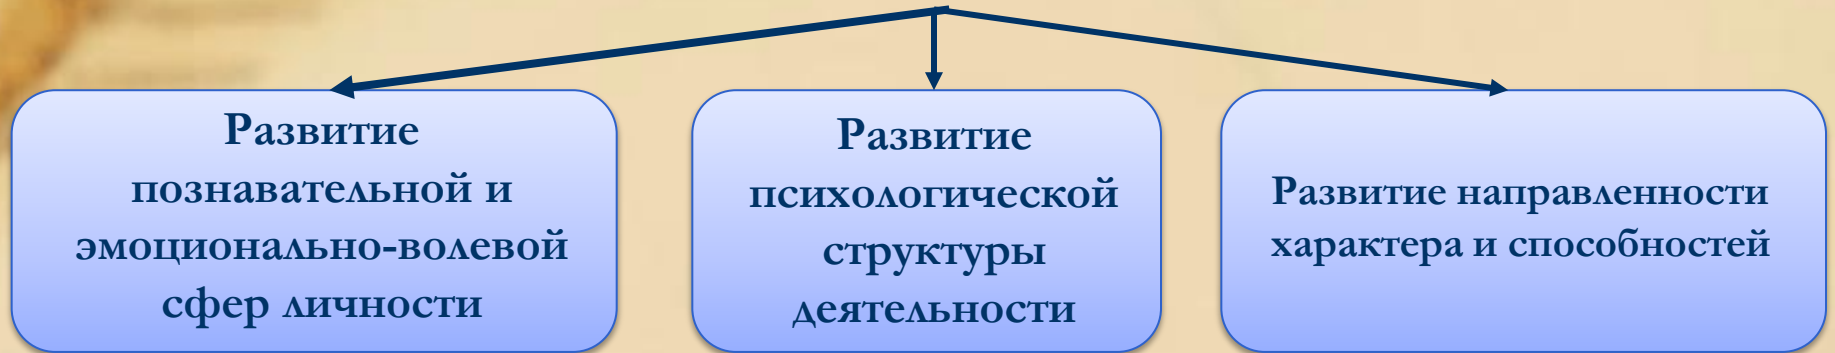 Развитие
познавательной и
эмоционально-волевой
сфер личности
Развитие
психологической
структуры
деятельности
Развитие направленности
характера и способностей